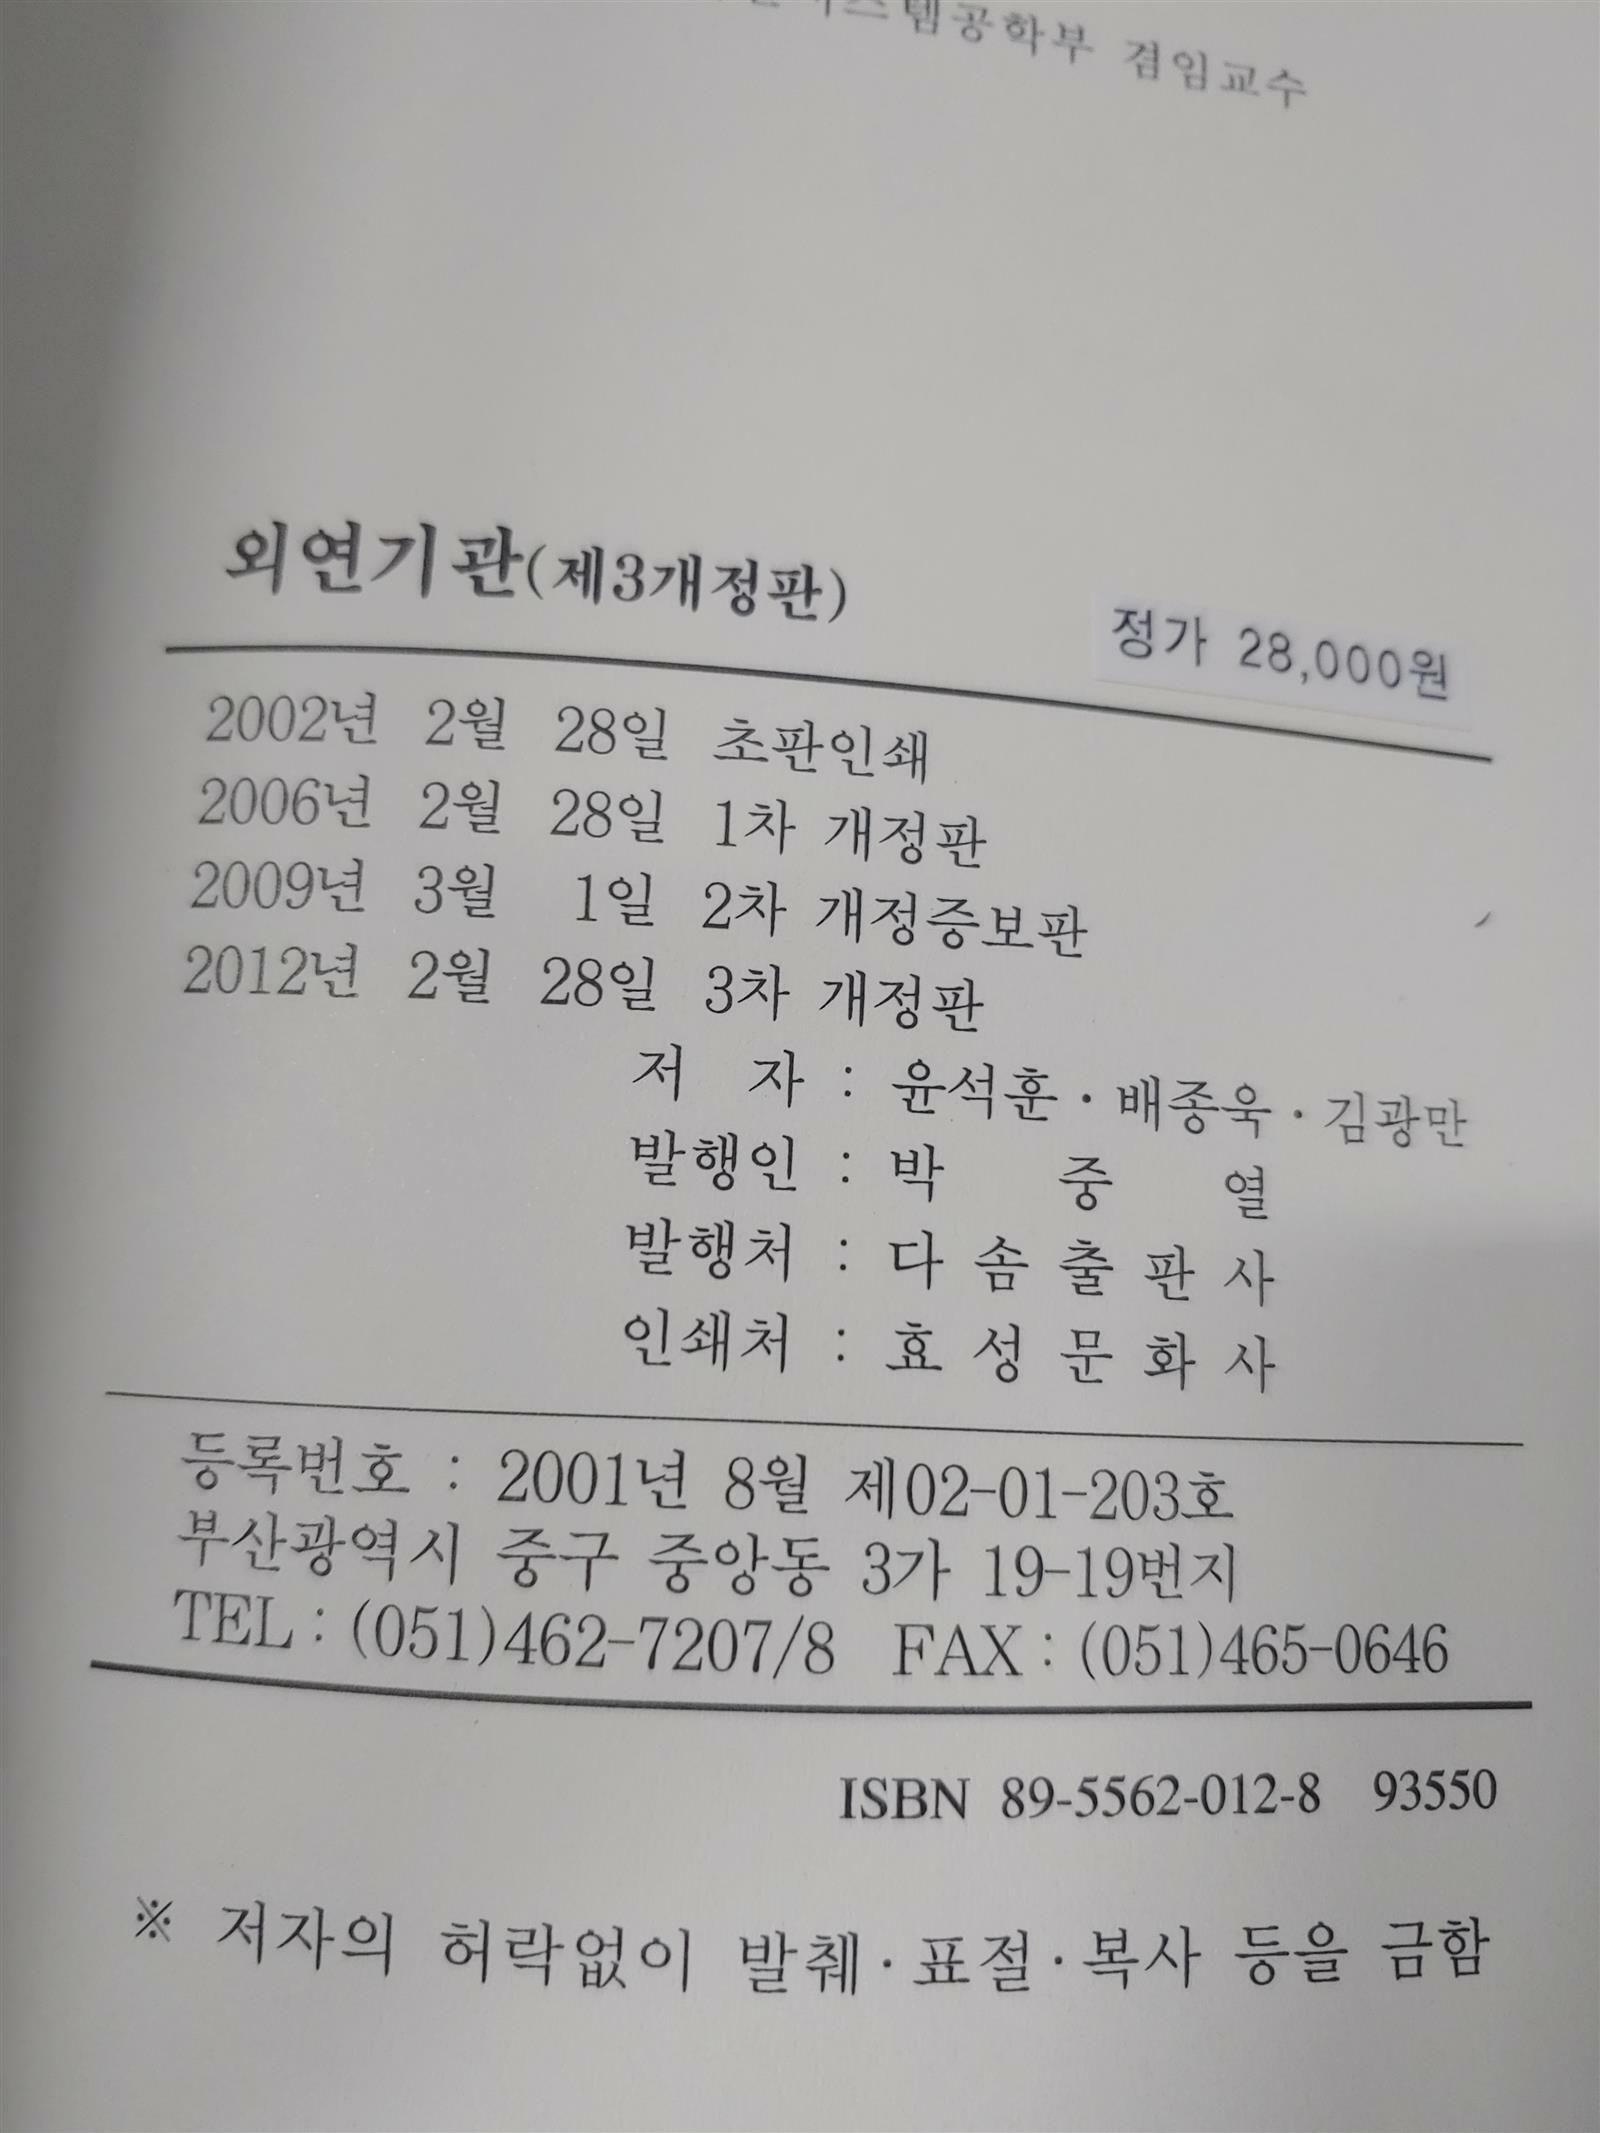 공학부 겸임교수
외연기관(제3개정판)
정가 28,000원
2002년 2월 28일 초판인쇄
2006년 2월 28일 1차 개정판
2009년 3월 1일 2차 개정증보판
2012년 2월 28일 3차 개정판
저 자 : 윤석훈·배종욱·김광만
발행인 : 박 중 열
발행처 : 다 솜 출 판 사
인쇄처 : 효 성 문 화 사
등록번호 : 2001년 8월 제02-01-203호
부산광역시 중구 중앙동 3가 19-19번지
TEL : (051)462-7207/8 FAX : (051)465-0646
ISBN 89-5562-012-8 93550
※ 저자의 허락없이 발췌·표절·복사 등을 금함